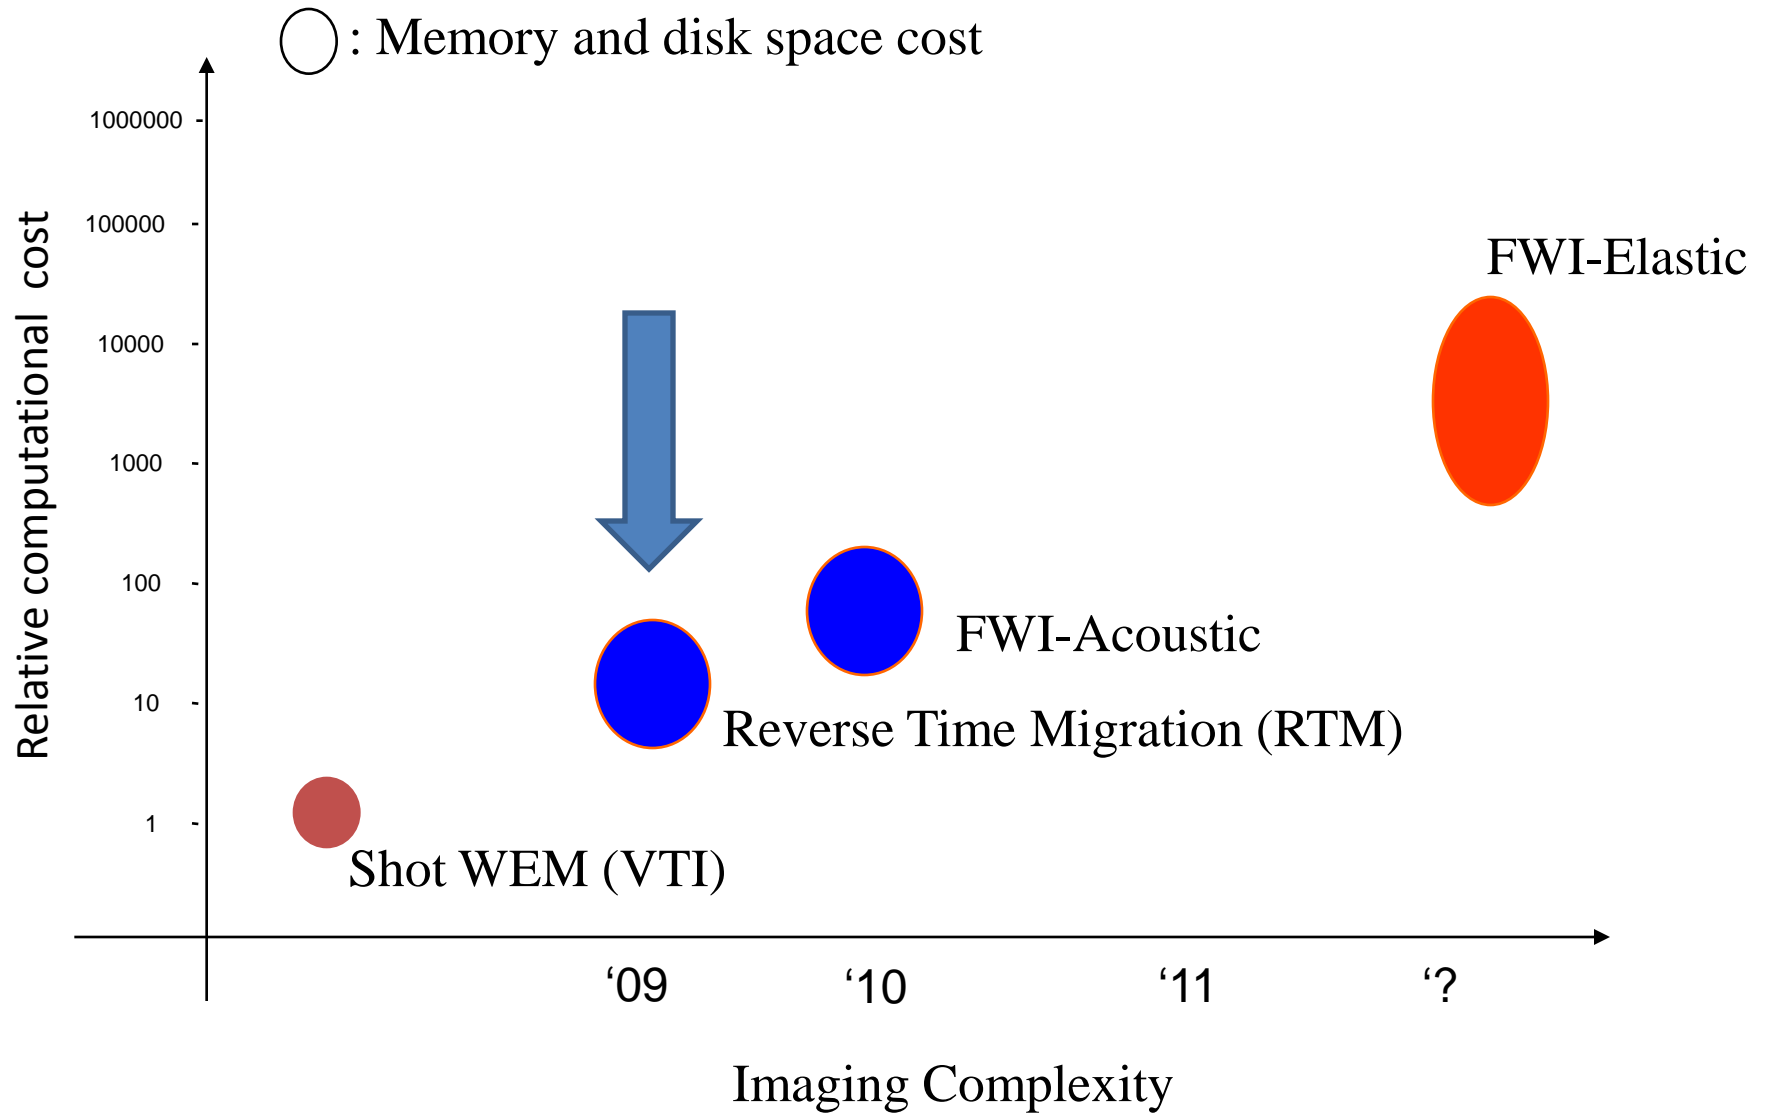 : Memory and disk space cost
1000000 -
100000 -
10000 -
1000 -
100 -
10 -
1 -
Relative computational cost
FWI-Elastic
FWI-Acoustic
Reverse Time Migration (RTM)
Shot WEM (VTI)
‘09 ‘10 ‘11 ‘?
Imaging Complexity